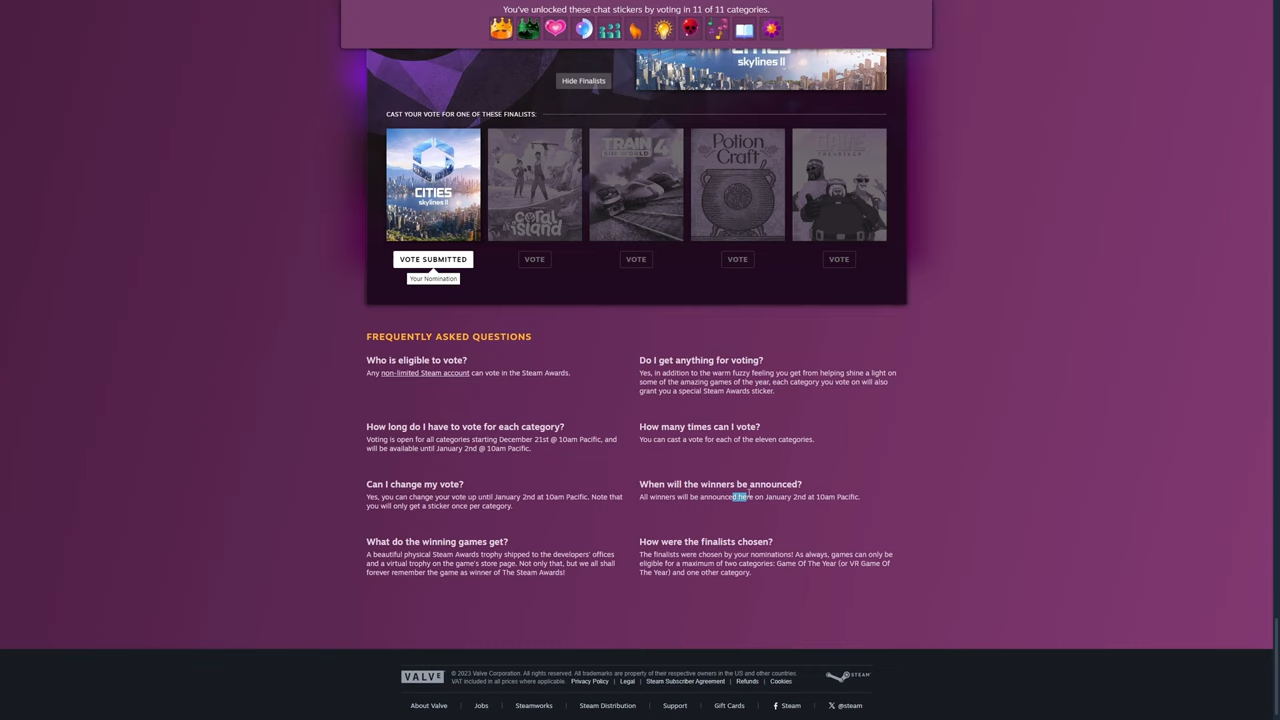 You've unlocked these chat stickers by voting in 11 of 11 categories.
CITIES
skylines II
Hide Finalists
CAST YOUR VOTE FOR ONE OF THESE FINALISTS:
CITIES
skylines II
coral island
TRAIN
SIM WORLD 4
Potion
Craft
VOTE SUBMITTED
VOTE
VOTE
VOTE
VOTE
Your Nomination
FREQUENTLY ASKED QUESTIONS
Who is eligible to vote?
Any non-limited Steam account can vote in the Steam Awards.
Do I get anything for voting?
Yes, in addition to the warm fuzzy feeling you get from helping shine a light on
some of the amazing games of the year, each category you vote on will also
grant you a special Steam Awards sticker.
How long do I have to vote for each category?
Voting is open for all categories starting December 21st @ 10am Pacific, and
will be available until January 2nd @ 10am Pacific.
How many times can I vote?
You can cast a vote for each of the eleven categories.
Can I change my vote?
Yes, you can change your vote up until January 2nd at 10am Pacific. Note that
you will only get a sticker once per category.
When will the winners be announced?
All winners will be announced here on January 2nd at 10am Pacific.
What do the winning games get?
A beautiful physical Steam Awards trophy shipped to the developers' offices
and a virtual trophy on the game's store page. Not only that, but we all shall
forever remember the game as winner of The Steam Awards!
How were the finalists chosen?
The finalists were chosen by your nominations! As always, games can only be
eligible for a maximum of two categories: Game Of The Year (or VR Game Of
The Year) and one other category.
VALVE
© 2023 Valve Corporation. All rights reserved. All trademarks are property of their respective owners in the US and other countries.
VAT included in all prices where applicable. Privacy Policy | Legal | Steam Subscriber Agreement | Refunds | Cookies
STEAM
About Valve | Jobs | Steamworks | Steam Distribution | Support | Gift Cards | Steam | @steam